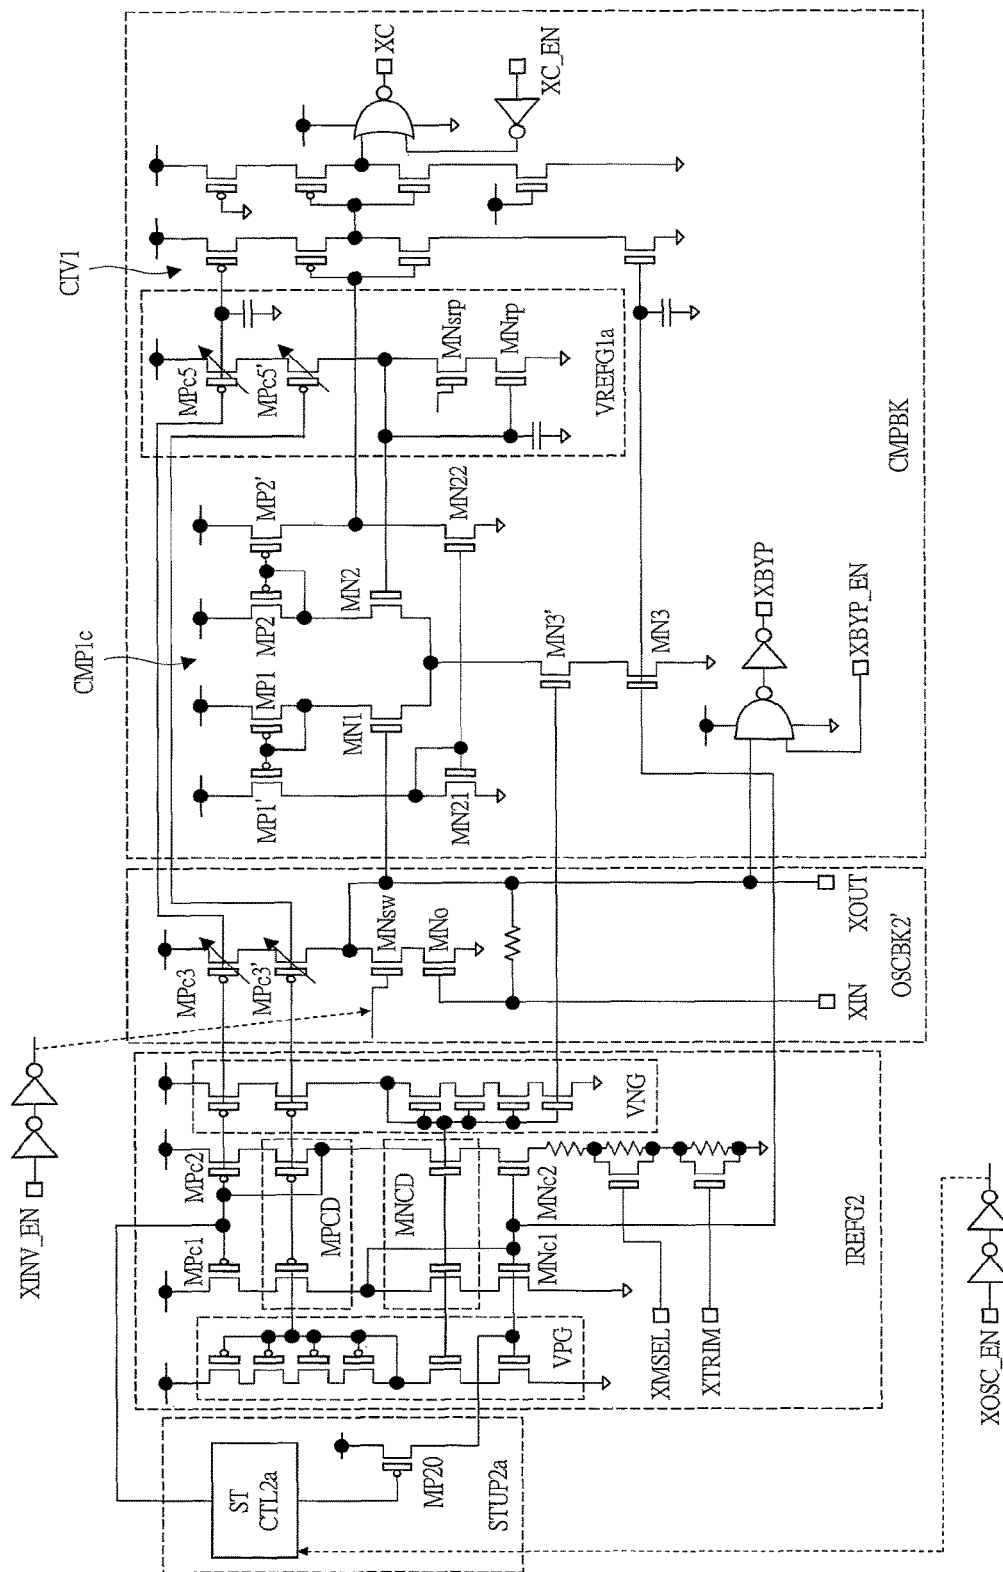 XINV_EN
XOSC_EN
ST
CTL2a
MP20
STUP2a
MPc1
MPc2
MPCD
MNCD
MNc1
MNc2
VPG
VNG
XMSEL
XTRIM
IREFG2
MPc3
MPc3'
MNsw
MNo
XIN
XOUT
OSCBK2'
CMP1c
MP1'
MP1
MP2
MP2'
MN1
MN2
MN21
MN22
MN3'
MN3
XBYP
XBYP_EN
CMPBK
MPc5
MPc5'
MNsrp
MNrp
VREFG1a
CIV1
XC
XC_EN